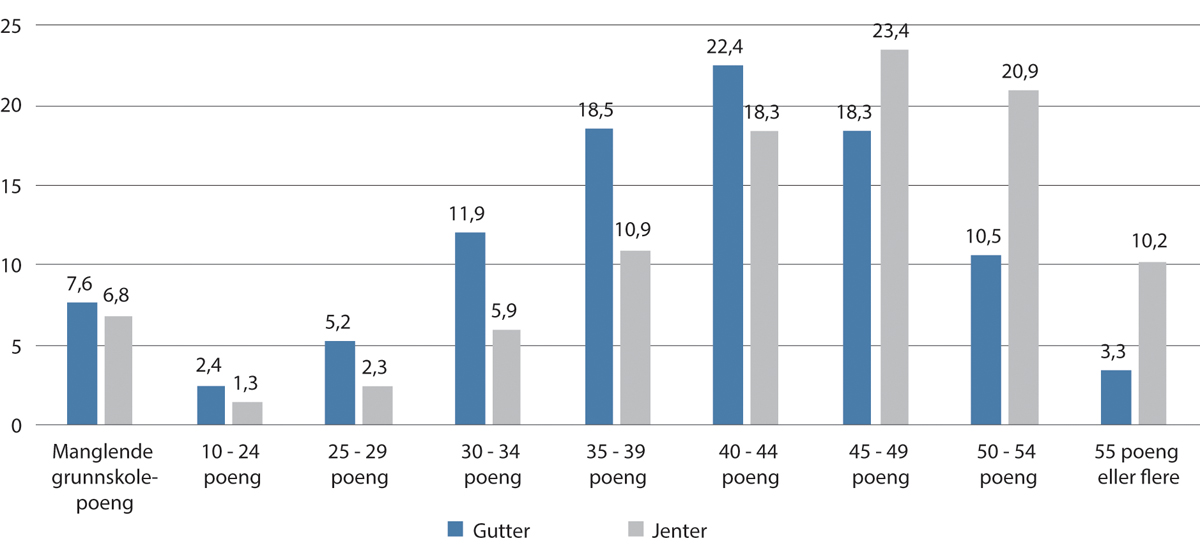 25
20
15
10
5
0
7,6
6,8
2,4
1,3
5,2
2,3
11,9
5,9
18,5
10,9
22,4
18,3
18,3
23,4
10,5
20,9
3,3
10,2
Manglende
grunnskole-
poeng
10 - 24
poeng
25 - 29
poeng
30 - 34
poeng
35 - 39
poeng
40 - 44
poeng
45 - 49
poeng
50 - 54
poeng
55 poeng
eller flere
Gutter
Jenter